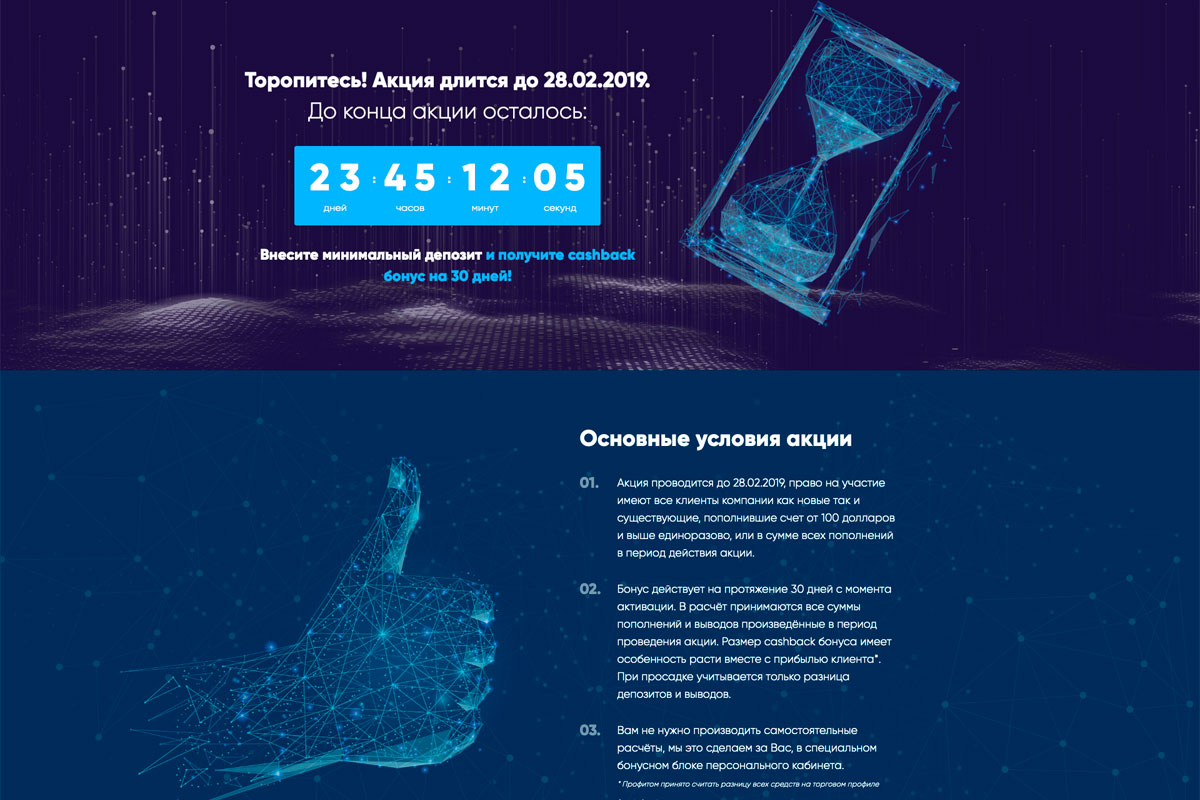 Торопитесь! Акция длится до 28.02.2019.
До конца акции осталось:
23 : 45 : 12 : 05
дней часов минут секунд
Внесите минимальный депозит и получите cashback
бонус на 30 дней!
Основные условия акции
01. Акция проводится до 28.02.2019, право на участие
имеют все клиенты компании как новые так и
существующие, пополнившие счет от 100 долларов
и выше единоразово, или в сумме всех пополнений
в период действия акции.
02. Бонус действует на протяжение 30 дней с момента
активации. В расчёт принимаются все суммы
пополнений и выводов произведённые в период
проведения акции. Размер cashback бонуса имеет
особенность расти вместе с прибылью клиента*.
При просадке учитывается только разница
депозитов и выводов.
03. Вам не нужно производить самостоятельные
расчёты, мы это сделаем за Вас, в специальном
бонусном блоке персонального кабинета.
* Профитом принято считать разницу всех средств на торговом профиле